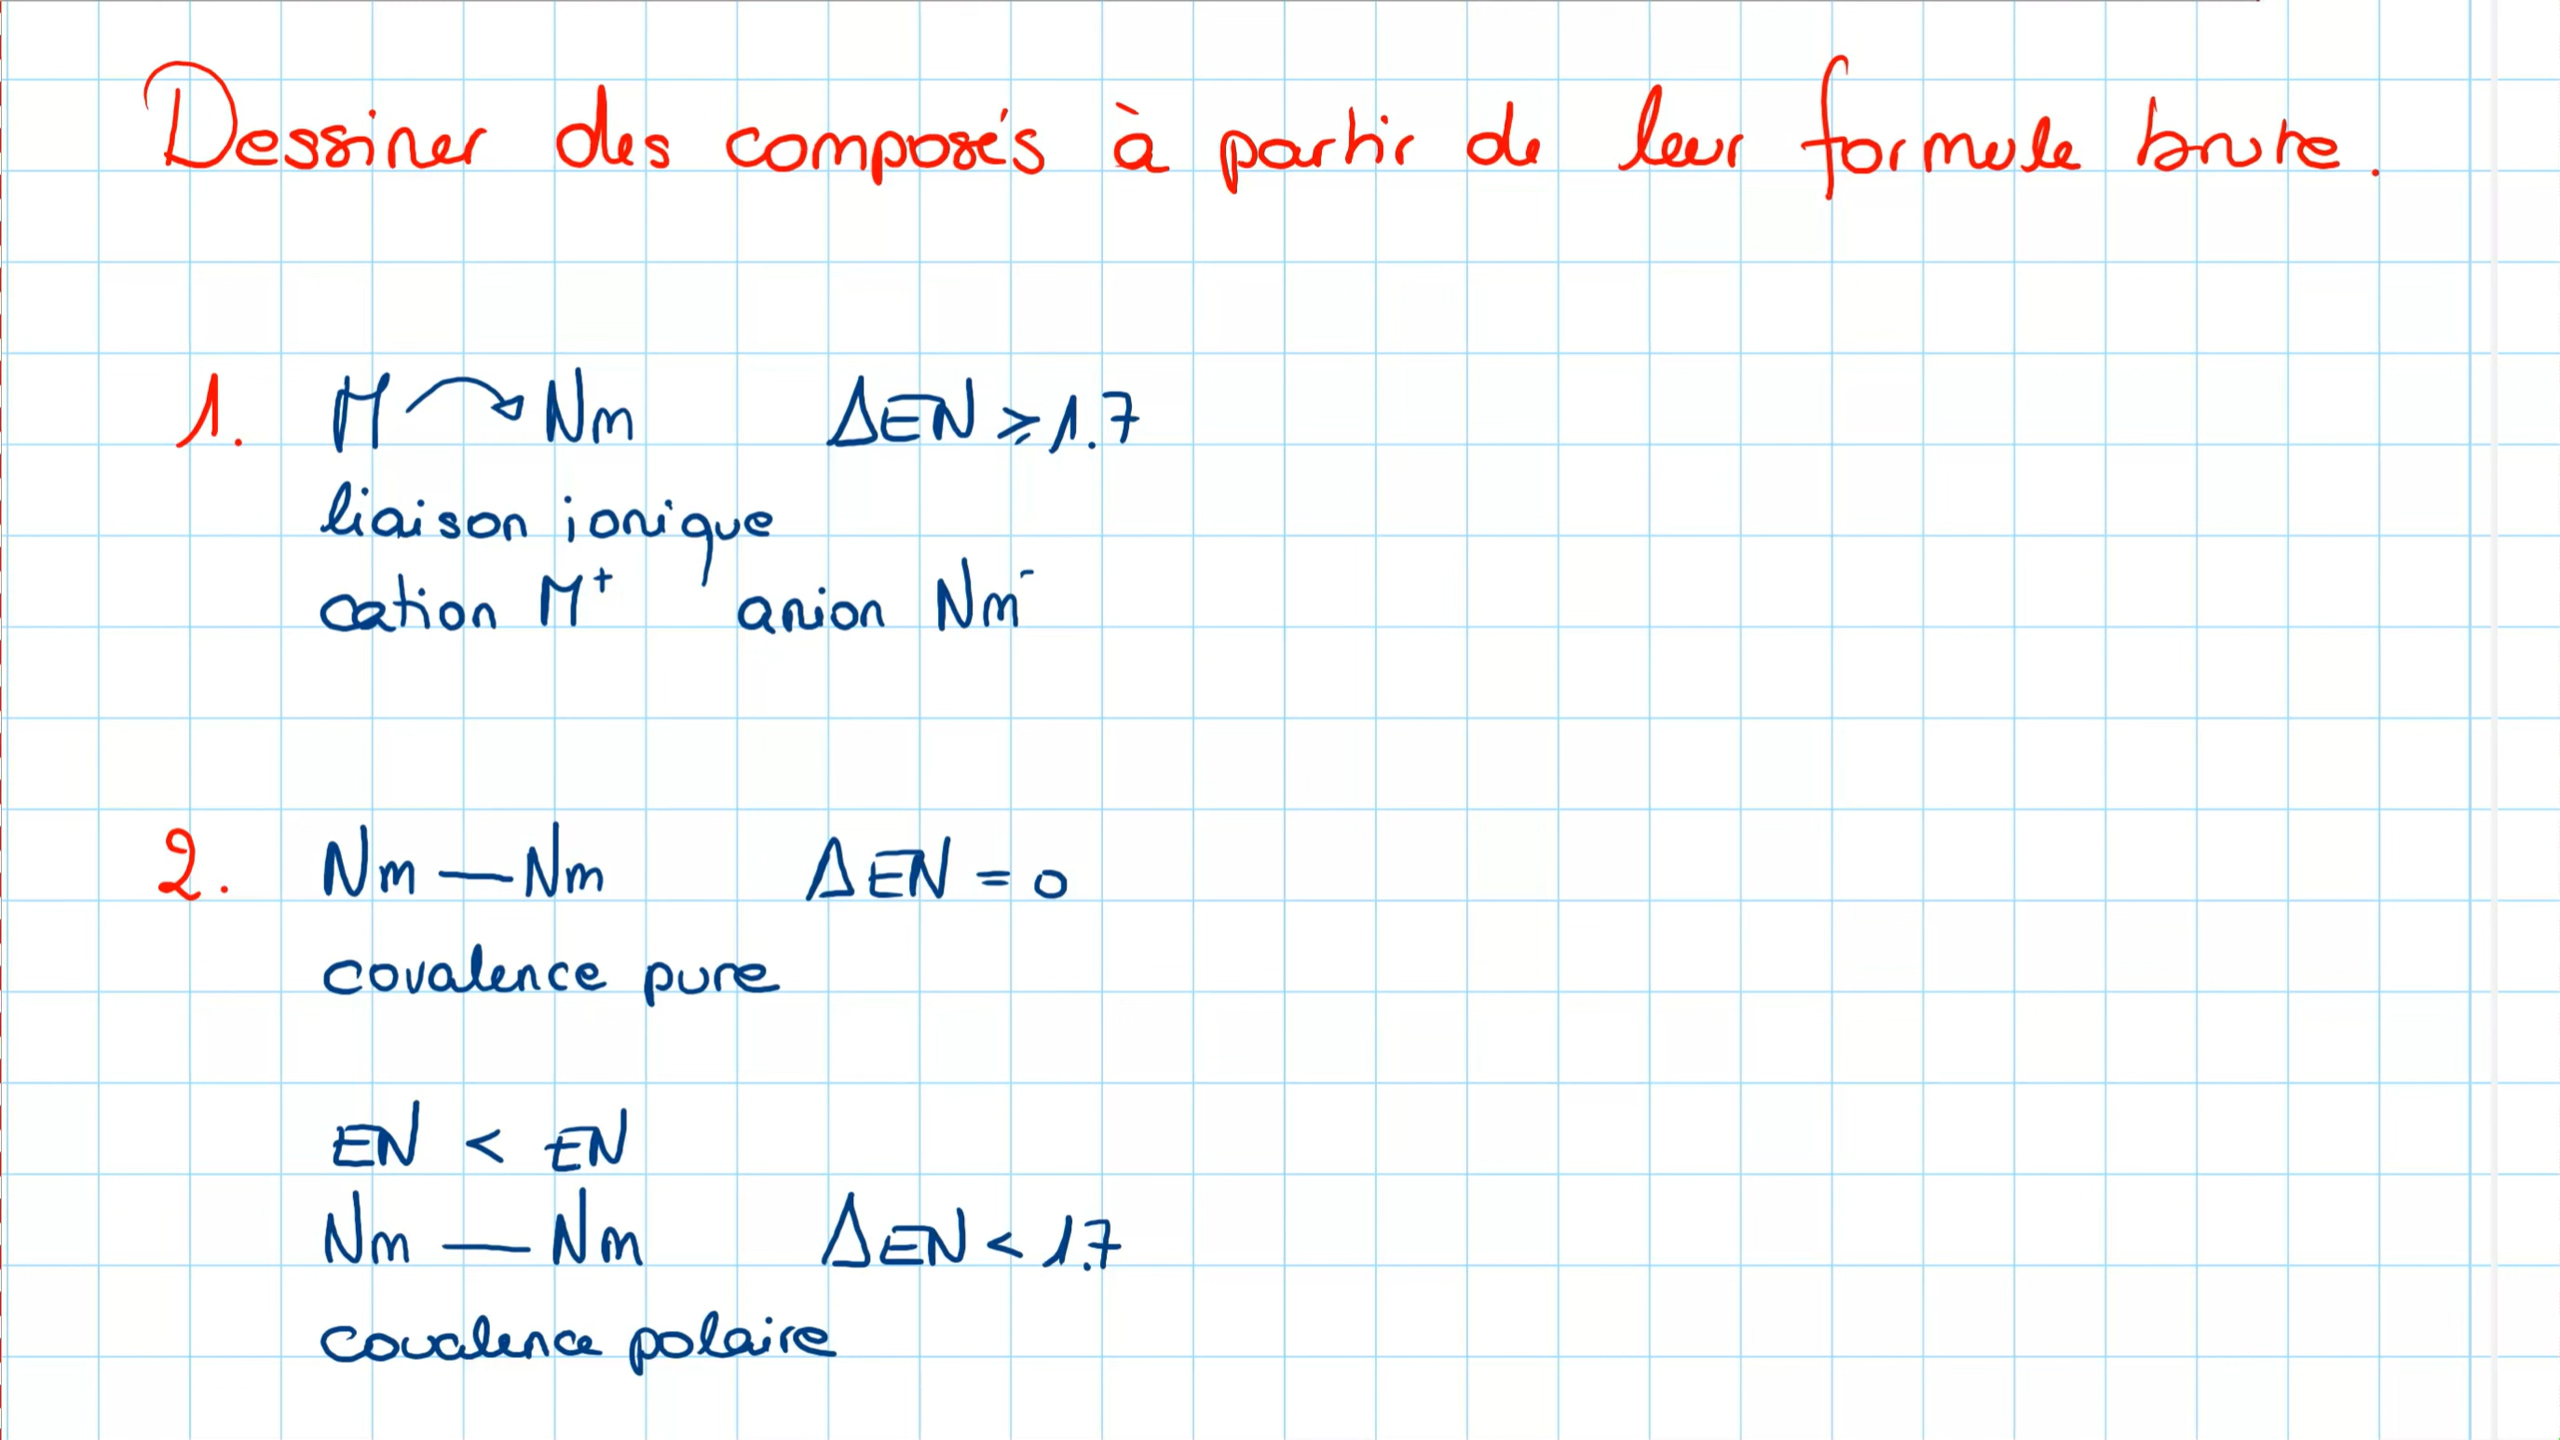 Dessiner des composés à partir de leur formule brute.
1. M → Nm ΔEN ⩾ 1.7
liaison ionique
cation M⁺ anion Nm⁻
2. Nm — Nm ΔEN = 0
covalence pure
EN < EN
Nm — Nm ΔEN < 1.7
covalence polaire